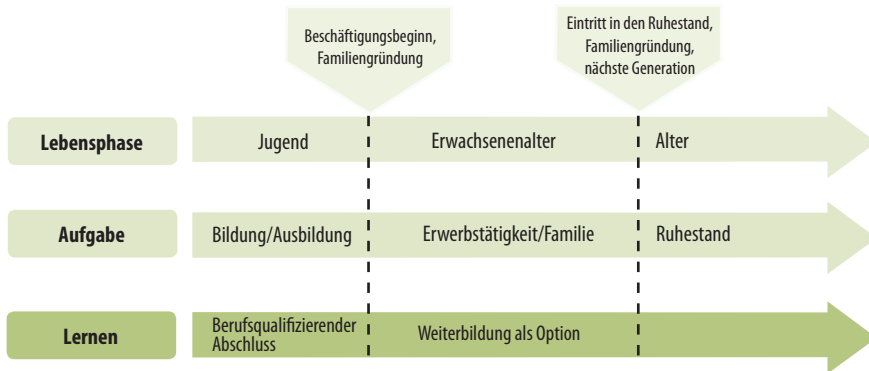 Beschäftigungsbeginn,
Familiengründung
Eintritt in den Ruhestand,
Familiengründung,
nächste Generation
Lebensphase
Jugend
Erwachsenenalter
Alter
Aufgabe
Bildung/Ausbildung
Erwerbstätigkeit/Familie
Ruhestand
Lernen
Berufsqualifizierender
Abschluss
Weiterbildung als Option